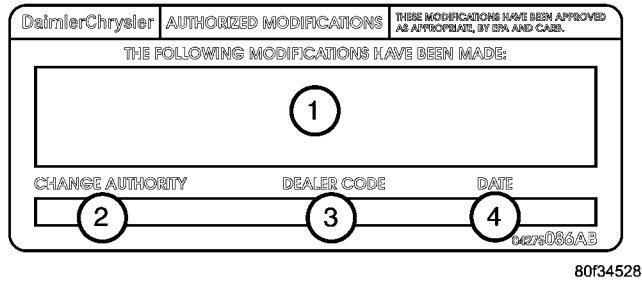 DaimlerChrysler AUTHORIZED MODIFICATIONS THESE MODIFICATIONS HAVE BEEN APPROVED
AS APPROPRIATE, BY EPA AND CARB.
THE FOLLOWING MODIFICATIONS HAVE BEEN MADE:
1
CHANGE AUTHORITY DEALER CODE DATE
2 3 4
04275086AB
80f34528